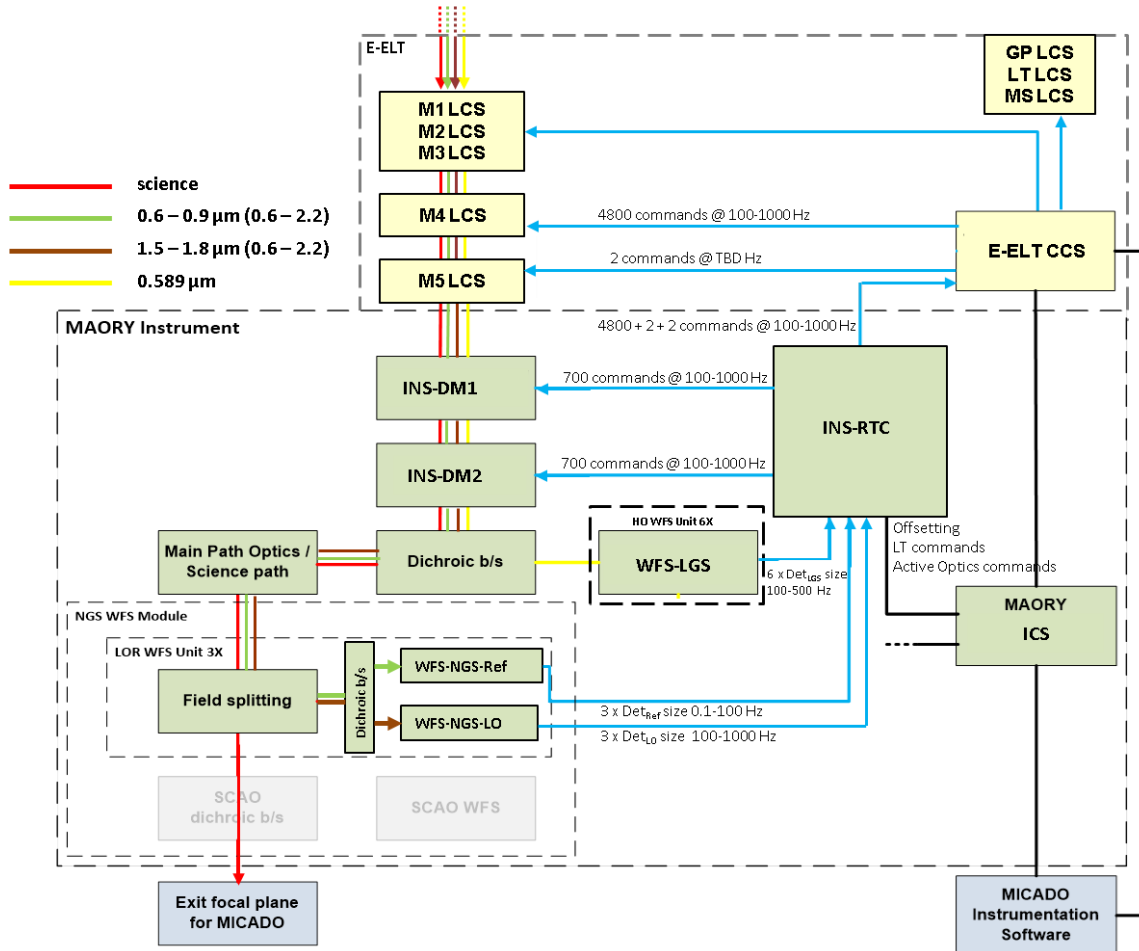 E-ELT
GP LCS
LT LCS
MS LCS
M1 LCS
M2 LCS
M3 LCS
science
0.6 – 0.9 µm (0.6 – 2.2)
1.5 – 1.8 µm (0.6 – 2.2)
0.589 µm
M4 LCS
4800 commands @ 100-1000 Hz
E-ELT CCS
2 commands @ TBD Hz
M5 LCS
MAORY Instrument
4800 + 2 + 2 commands @ 100-1000 Hz
INS-DM1
700 commands @ 100-1000 Hz
INS-RTC
INS-DM2
700 commands @ 100-1000 Hz
HO WFS Unit 6X
Main Path Optics /
Science path
Dichroic b/s
WFS-LGS
6 x DetLGS size
100-500 Hz
Offsetting
LT commands
Active Optics commands
MAORY
ICS
NGS WFS Module
LOR WFS Unit 3X
Field splitting
Dichroic b/s
WFS-NGS-Ref
WFS-NGS-LO
3 x DetRef size 0.1-100 Hz
3 x DetLO size 100-1000 Hz
SCAO
dichroic b/s
SCAO WFS
Exit focal plane
for MICADO
MICADO
Instrumentation
Software